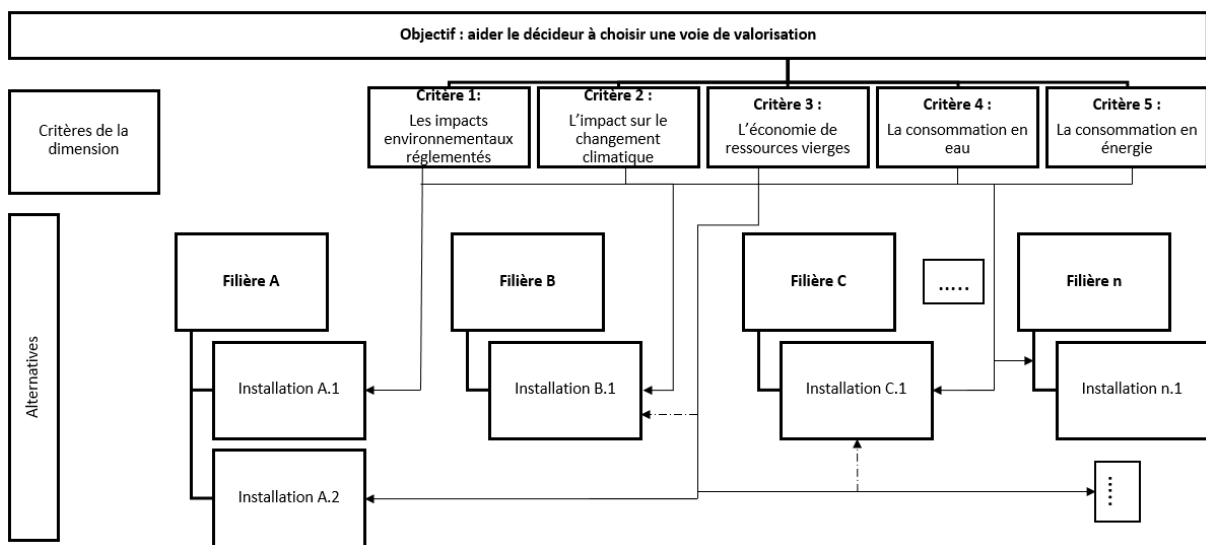 Objectif : aider le décideur à choisir une voie de valorisation
Critères de la
dimension
Critère 1:
Les impacts
environnementaux
réglementés
Critère 2 :
L’impact sur le
changement
climatique
Critère 3 :
L’économie de
ressources vierges
Critère 4 :
La consommation en
eau
Critère 5 :
La consommation en
énergie
Alternatives
Filière A
Filière B
Filière C
.....
Filière n
Installation A.1
Installation B.1
Installation C.1
Installation n.1
Installation A.2
.....